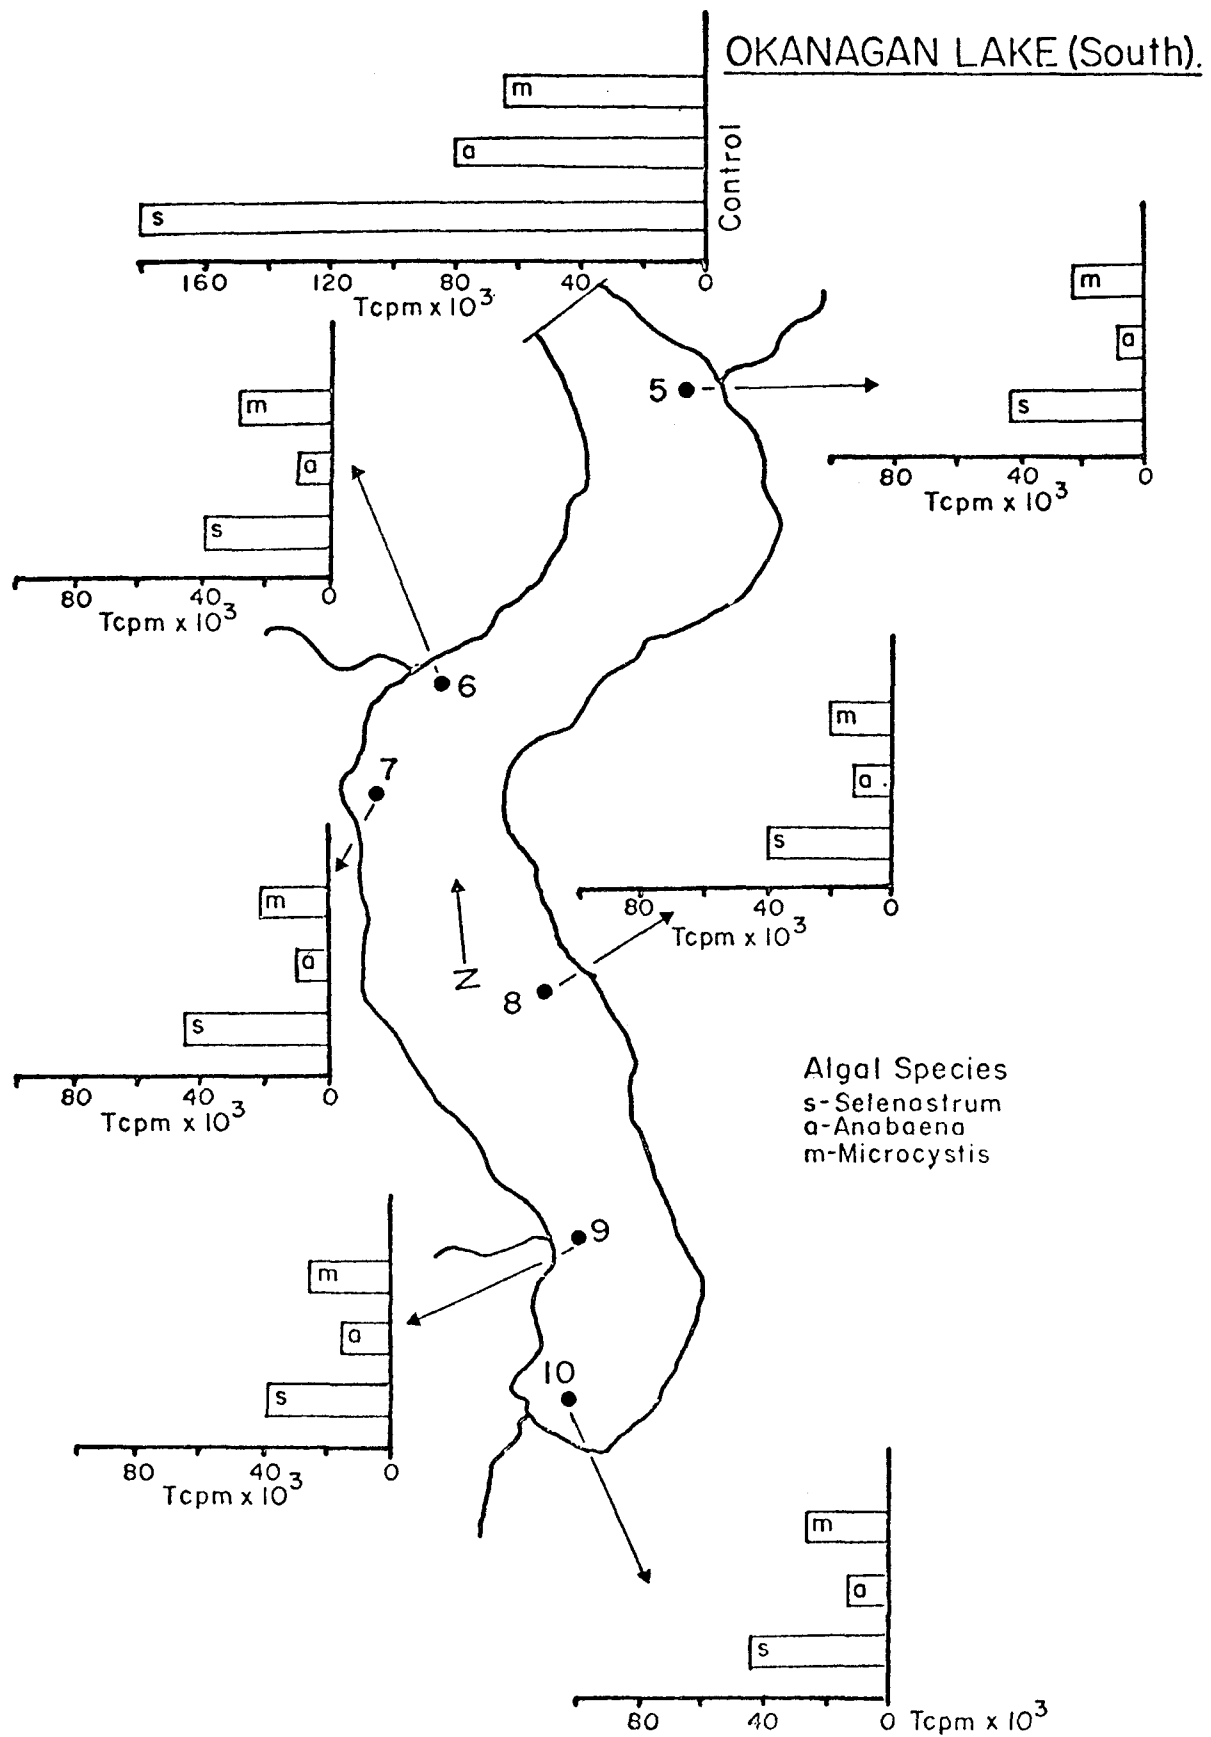 OKANAGAN LAKE (South).
m
a
s
Control
160 120 80 40 0
Tcpm x 10³
m
a
s
80 40 0
Tcpm x 10³
5
m
a
s
80 40 0
Tcpm x 10³
6
m
a
s
80 40 0
Tcpm x 10³
7
m
a
s
80 40 0
Tcpm x 10³
N
8
Algal Species
s-Selenastrum
a-Anabaena
m-Microcystis
9
m
a
s
80 40 0
Tcpm x 10³
10
m
a
s
80 40 0 Tcpm x 10³